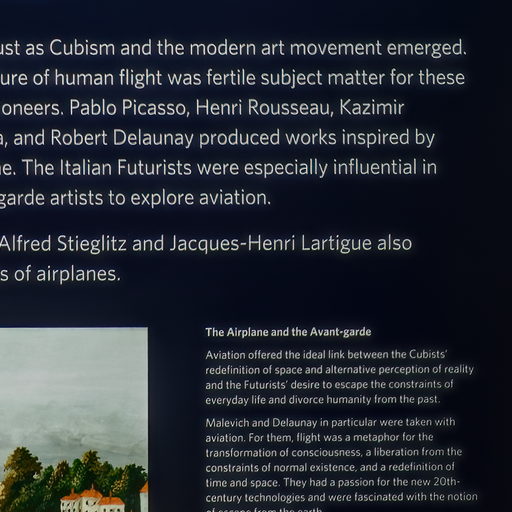 ust as Cubism and the modern art movement emerged.
ure of human flight was fertile subject matter for these
oneers. Pablo Picasso, Henri Rousseau, Kazimir
, and Robert Delaunay produced works inspired by
e. The Italian Futurists were especially influential in
garde artists to explore aviation.
Alfred Stieglitz and Jacques-Henri Lartigue also
s of airplanes.
The Airplane and the Avant-garde
Aviation offered the ideal link between the Cubists'
redefinition of space and alternative perception of reality
and the Futurists' desire to escape the constraints of
everyday life and divorce humanity from the past.
Malevich and Delaunay in particular were taken with
aviation. For them, flight was a metaphor for the
transformation of consciousness, a liberation from the
constraints of normal existence, and a redefinition of
time and space. They had a passion for the new 20th-
century technologies and were fascinated with the notion
of escape from the earth.